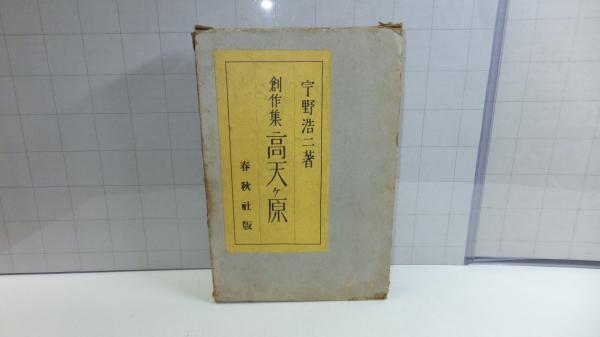 宇野浩二著
創作集 高天ヶ原
春秋社版